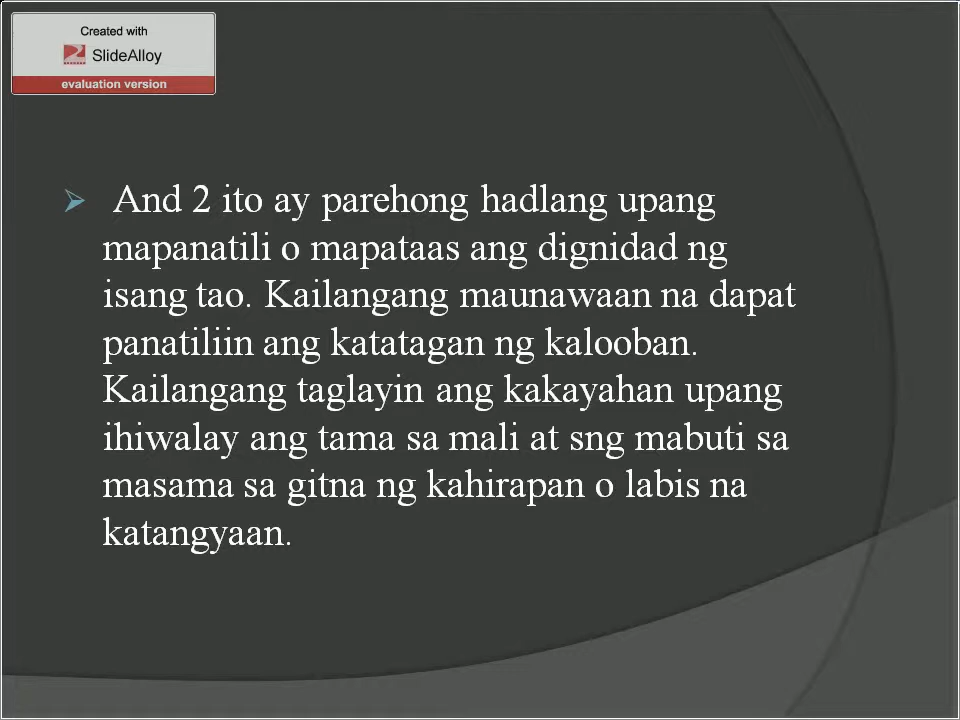 Created with
SlideAlloy
evaluation version
And 2 ito ay parehong hadlang upang
mapanatili o mapataas ang dignidad ng
isang tao. Kailangang maunawaan na dapat
panatiliin ang katatagan ng kalooban.
Kailangang taglayin ang kakayahan upang
ihiwalay ang tama sa mali at sng mabuti sa
masama sa gitna ng kahirapan o labis na
katangyaan.